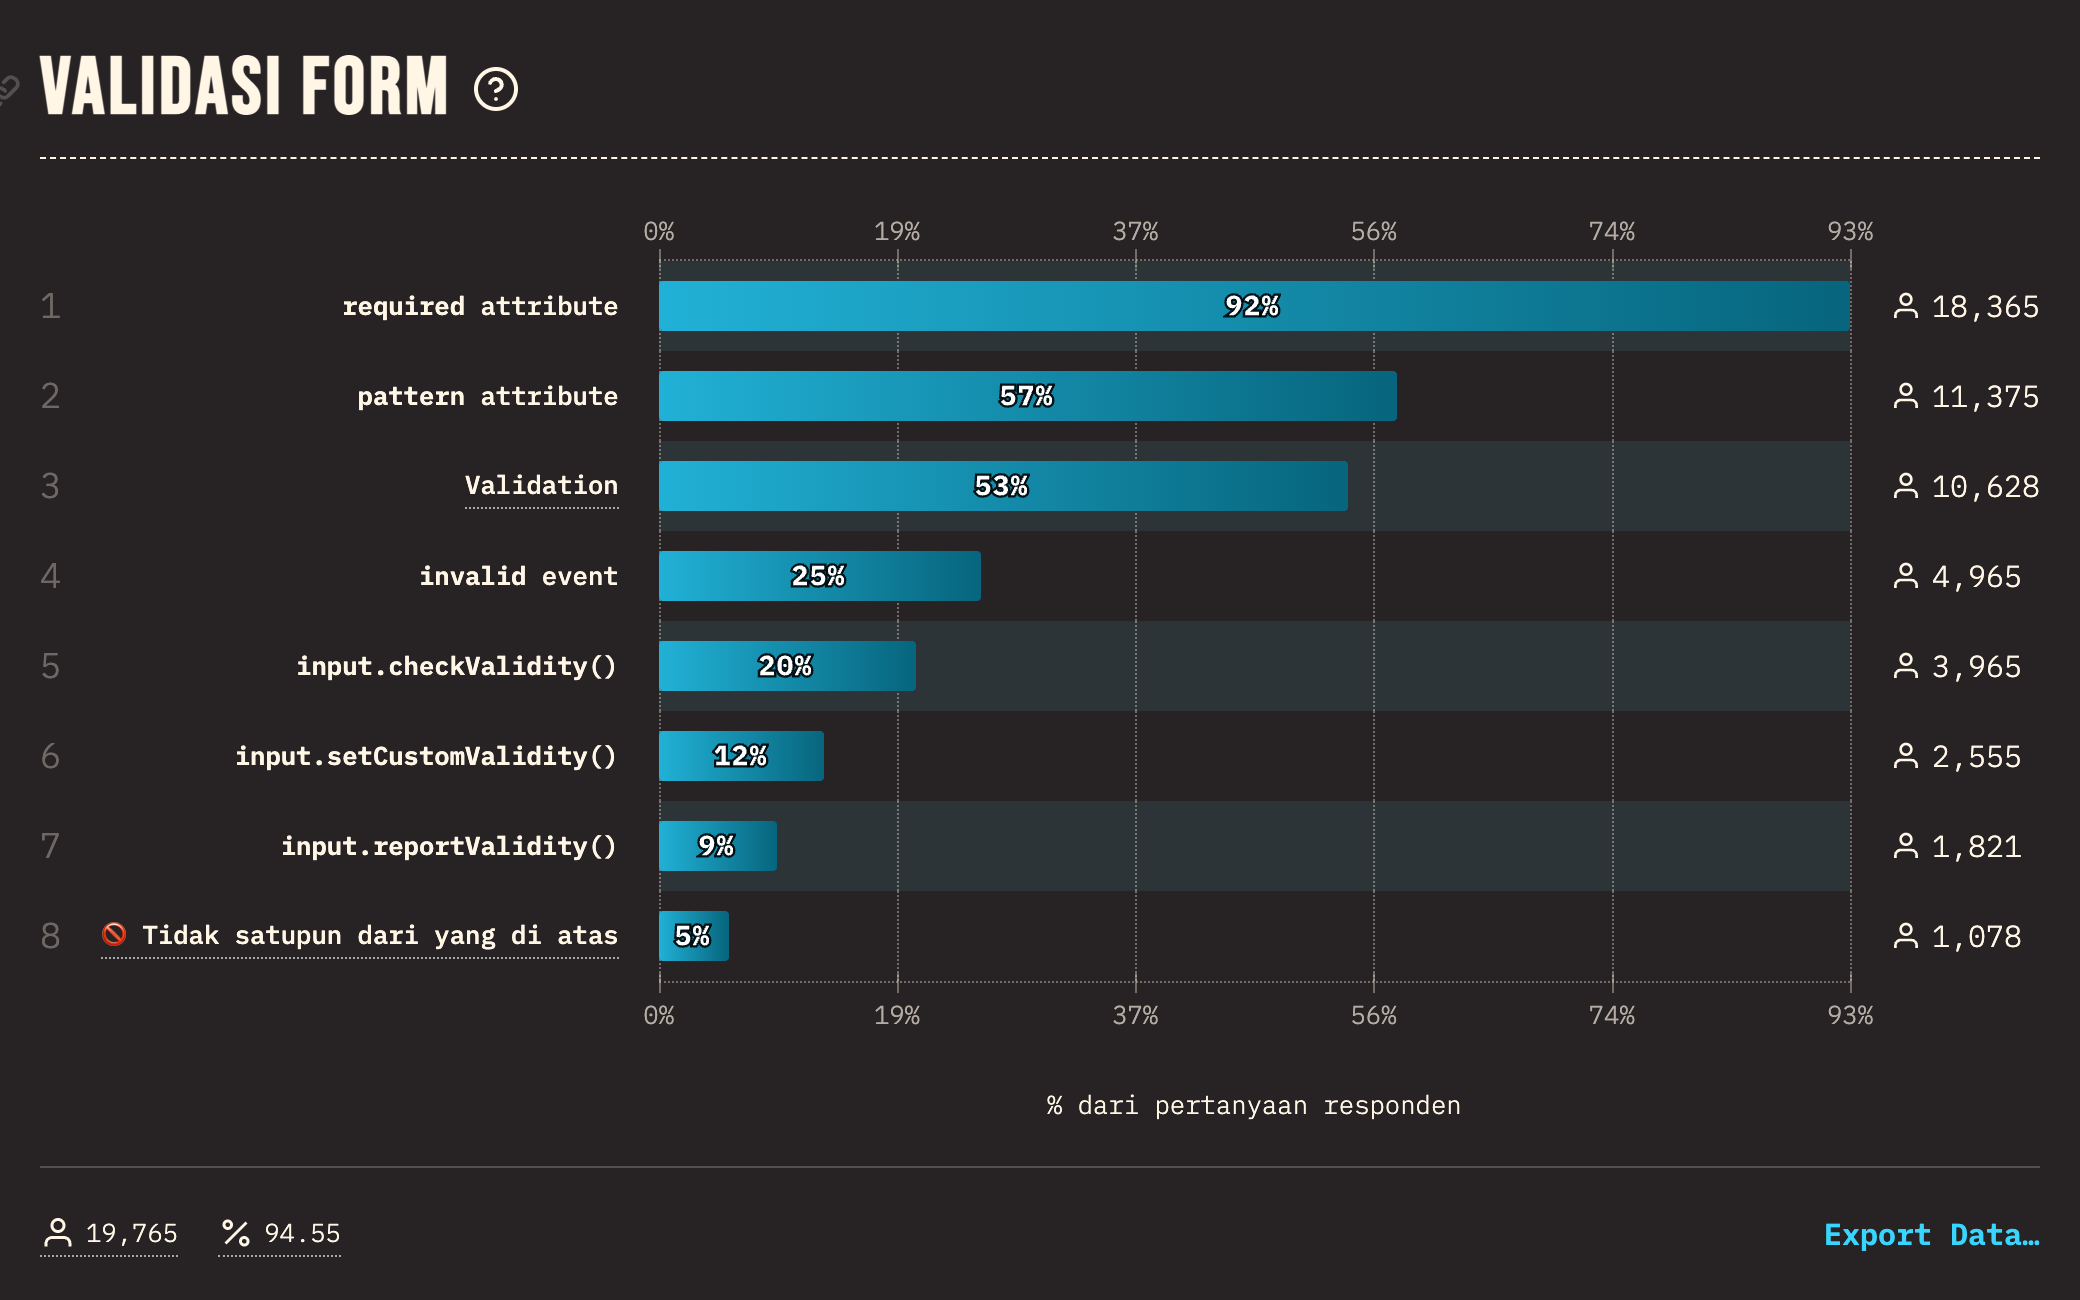 VALIDASI FORM
0% 19% 37% 56% 74% 93%
1 required attribute 92% 18,365
2 pattern attribute 57% 11,375
3 Validation 53% 10,628
4 invalid event 25% 4,965
5 input.checkValidity() 20% 3,965
6 input.setCustomValidity() 12% 2,555
7 input.reportValidity() 9% 1,821
8 Tidak satupun dari yang di atas 5% 1,078
0% 19% 37% 56% 74% 93%
% dari pertanyaan responden
19,765 % 94.55 Export Data…